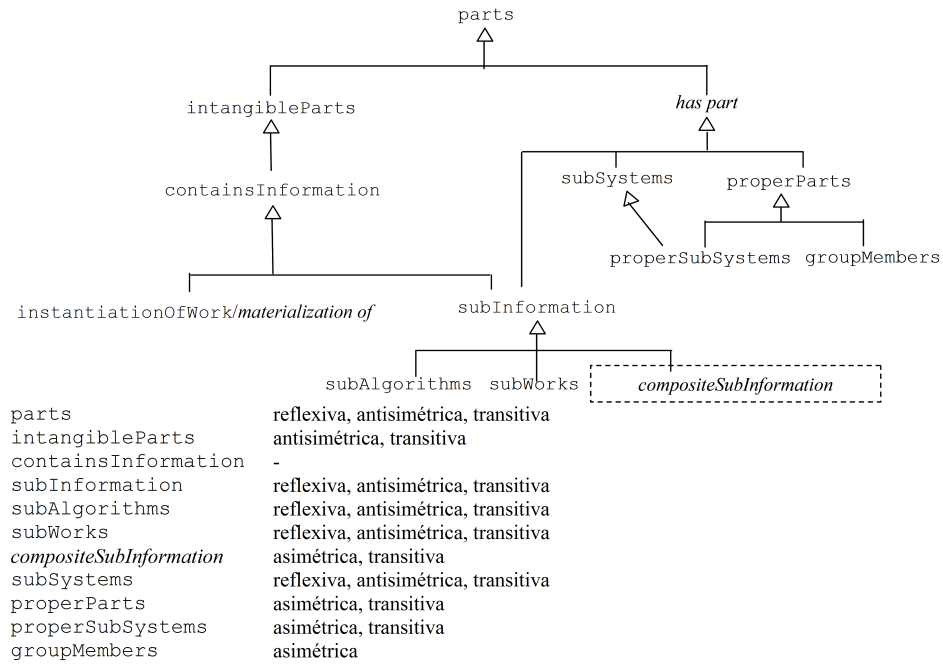 parts
intangibleParts
has part
containsInformation
subSystems
properParts
properSubSystems groupMembers
instantiationOfWork/materialization of
subInformation
subAlgorithms subWorks compositeSubInformation
parts reflexiva, antisimétrica, transitiva
intangibleParts antisimétrica, transitiva
containsInformation -
subInformation reflexiva, antisimétrica, transitiva
subAlgorithms reflexiva, antisimétrica, transitiva
subWorks reflexiva, antisimétrica, transitiva
compositeSubInformation asimétrica, transitiva
subSystems reflexiva, antisimétrica, transitiva
properParts asimétrica, transitiva
properSubSystems asimétrica, transitiva
groupMembers asimétrica